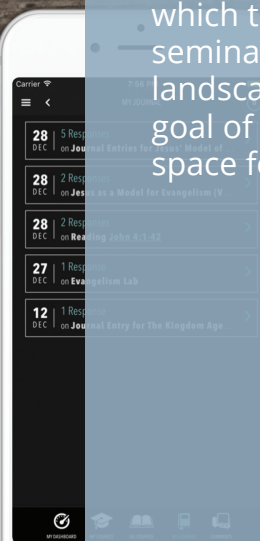 which t
semina
landsca
goal of
space fo
Carrier
7:59 PM
MY JOURNAL
28 DEC
5 Responses
on Journal Entries for Jesus' Model of
28 DEC
2 Responses
on Jesus as a Model for Evangelism (V
28 DEC
2 Responses
on Reading John 4:1-42
27 DEC
1 Response
on Evangelism Lab
12 DEC
1 Response
on Journal Entry for The Kingdom Age
MY DASHBOARD